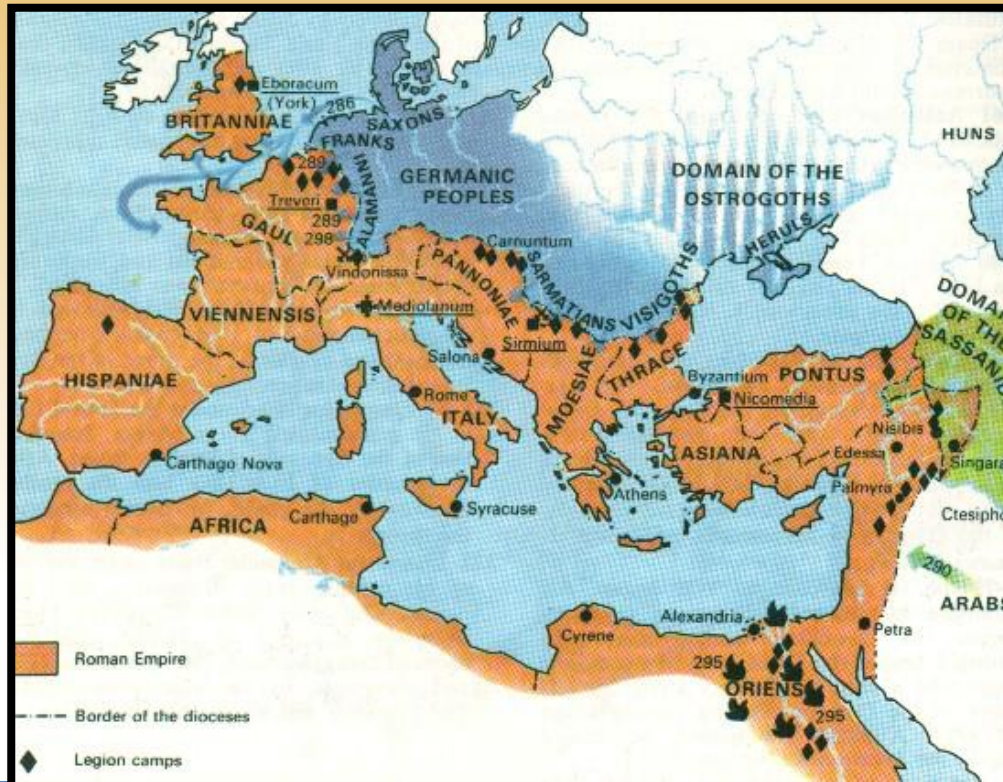 Eboracum
(York)
286
BRITANNIAE
SAXONS
FRANKS
HUNS
289
ALAMANNI
GERMANIC
PEOPLES
DOMAIN OF THE
OSTROGOTHS
Treveri
289
GAUL
298
HERULS
Carnuntum
Vindonissa
PANNONIAE
SARMATIANS
VISIGOTHS
VIENNENSIS
Mediolanum
DOMA
OF THE
SASSANID
Sirmium
Salona
THRACE
HISPANIAE
Rome
ITALY
MOESIAE
Byzantium
PONTUS
Nicomedia
Nisibis
ASIANA
Edessa
Singara
Carthago Nova
Athens
Palmyra
AFRICA
Carthage
Syracuse
Ctesipho
290
ARABS
Alexandria
Cyrene
Petra
Roman Empire
295
ORIENS
295
Border of the dioceses
Legion camps